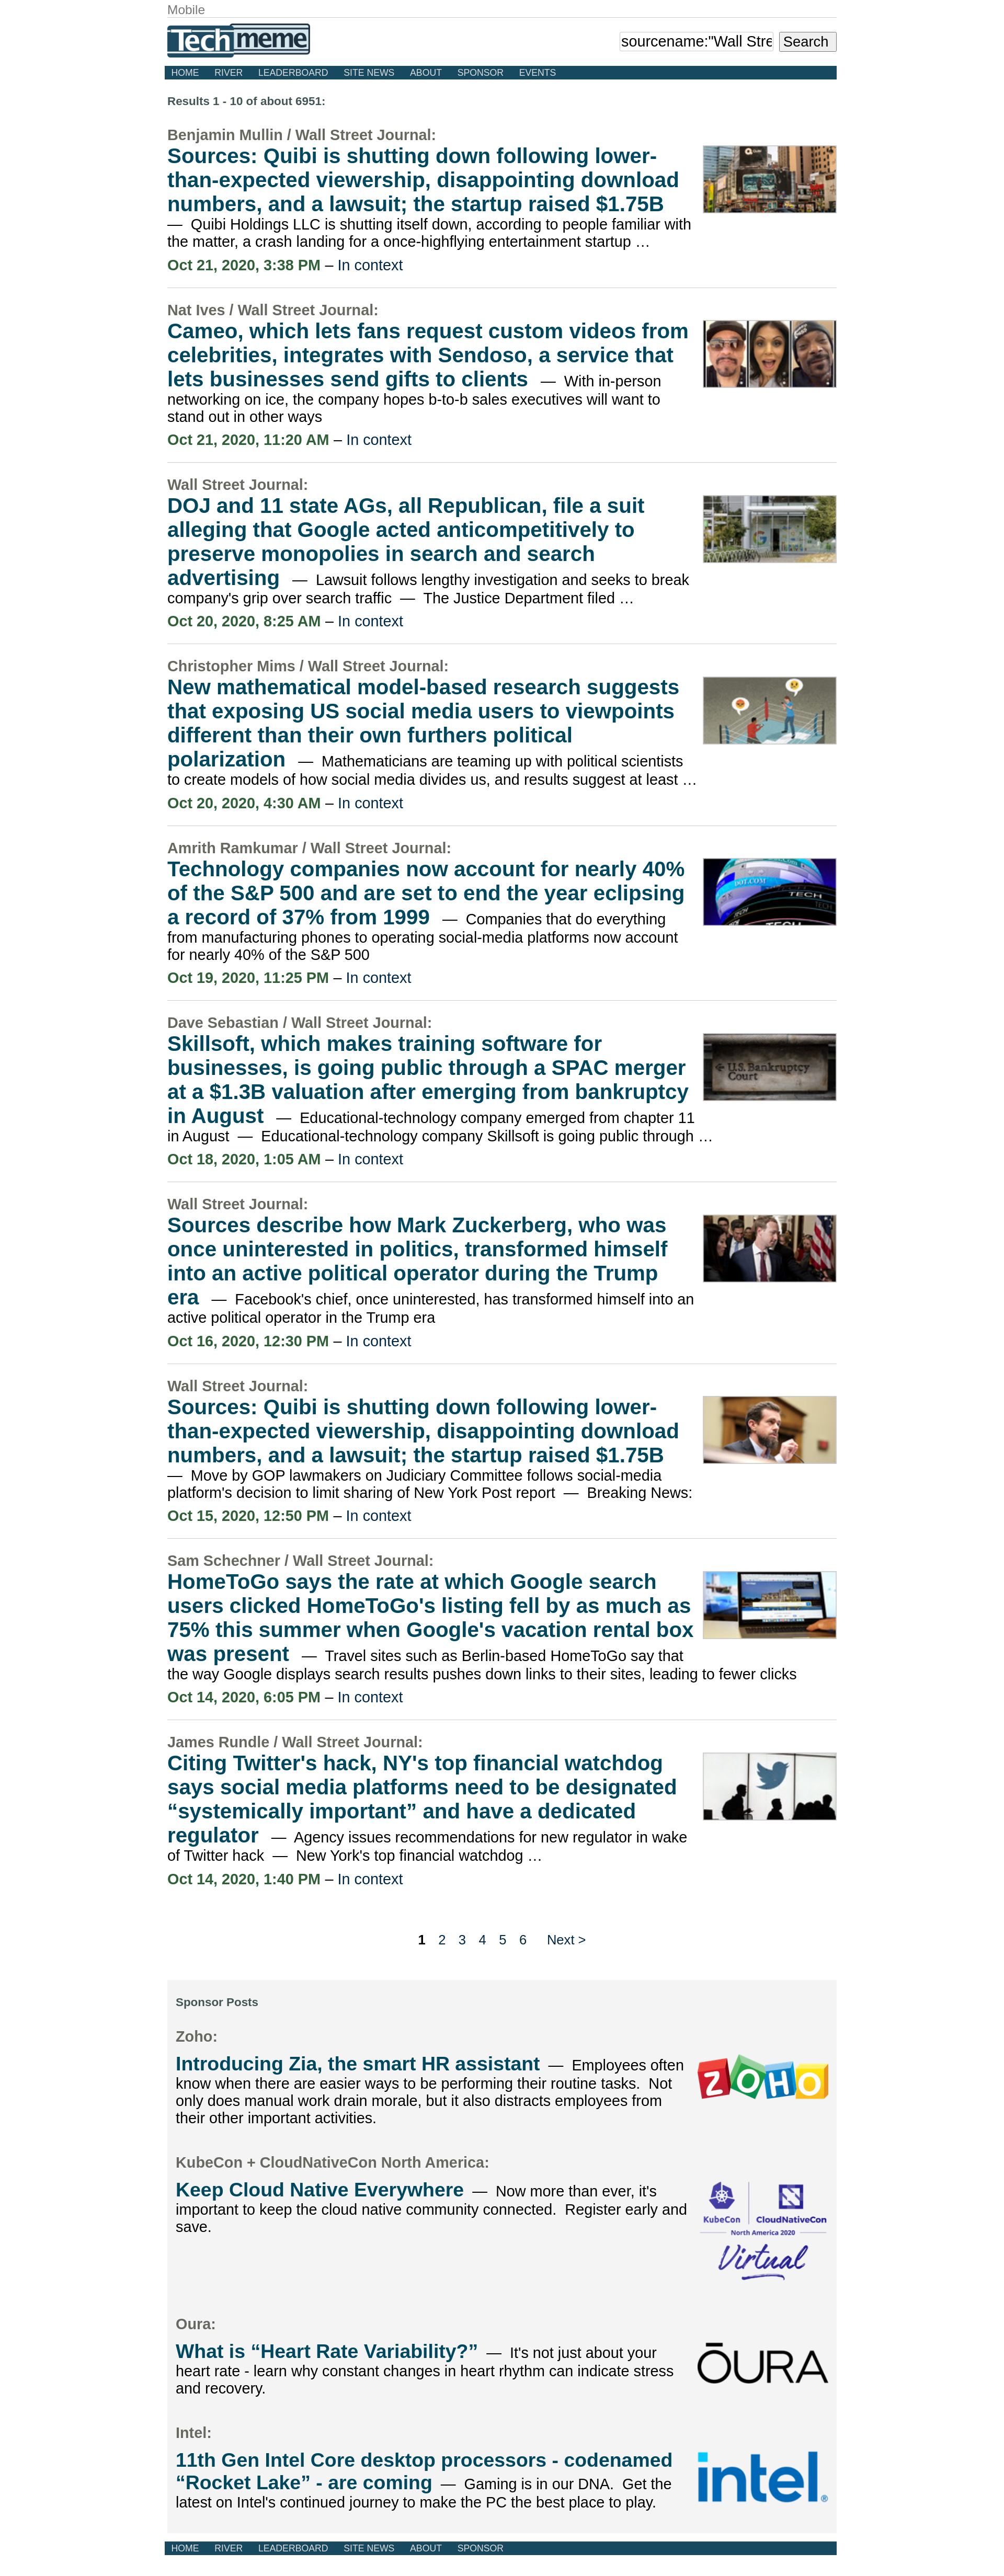 Mobile
Techmeme
sourcename:"Wall Stre
Search
HOME RIVER LEADERBOARD SITE NEWS ABOUT SPONSOR EVENTS
Results 1 - 10 of about 6951:
Benjamin Mullin / Wall Street Journal:
Sources: Quibi is shutting down following lower-
than-expected viewership, disappointing download
numbers, and a lawsuit; the startup raised $1.75B
— Quibi Holdings LLC is shutting itself down, according to people familiar with
the matter, a crash landing for a once-highflying entertainment startup …
Oct 21, 2020, 3:38 PM – In context
Nat Ives / Wall Street Journal:
Cameo, which lets fans request custom videos from
celebrities, integrates with Sendoso, a service that
lets businesses send gifts to clients — With in-person
networking on ice, the company hopes b-to-b sales executives will want to
stand out in other ways
Oct 21, 2020, 11:20 AM – In context
Wall Street Journal:
DOJ and 11 state AGs, all Republican, file a suit
alleging that Google acted anticompetitively to
preserve monopolies in search and search
advertising — Lawsuit follows lengthy investigation and seeks to break
company's grip over search traffic — The Justice Department filed …
Oct 20, 2020, 8:25 AM – In context
Christopher Mims / Wall Street Journal:
New mathematical model-based research suggests
that exposing US social media users to viewpoints
different than their own furthers political
polarization — Mathematicians are teaming up with political scientists
to create models of how social media divides us, and results suggest at least …
Oct 20, 2020, 4:30 AM – In context
Amrith Ramkumar / Wall Street Journal:
Technology companies now account for nearly 40%
of the S&P 500 and are set to end the year eclipsing
a record of 37% from 1999 — Companies that do everything
from manufacturing phones to operating social-media platforms now account
for nearly 40% of the S&P 500
DOT.COM
TECH
TECH
Oct 19, 2020, 11:25 PM – In context
Dave Sebastian / Wall Street Journal:
Skillsoft, which makes training software for
businesses, is going public through a SPAC merger
at a $1.3B valuation after emerging from bankruptcy
in August — Educational-technology company emerged from chapter 11
in August — Educational-technology company Skillsoft is going public through …
U.S. Bankruptcy
Court
Oct 18, 2020, 1:05 AM – In context
Wall Street Journal:
Sources describe how Mark Zuckerberg, who was
once uninterested in politics, transformed himself
into an active political operator during the Trump
era — Facebook's chief, once uninterested, has transformed himself into an
active political operator in the Trump era
Oct 16, 2020, 12:30 PM – In context
Wall Street Journal:
Sources: Quibi is shutting down following lower-
than-expected viewership, disappointing download
numbers, and a lawsuit; the startup raised $1.75B
— Move by GOP lawmakers on Judiciary Committee follows social-media
platform's decision to limit sharing of New York Post report — Breaking News:
Oct 15, 2020, 12:50 PM – In context
Sam Schechner / Wall Street Journal:
HomeToGo says the rate at which Google search
users clicked HomeToGo's listing fell by as much as
75% this summer when Google's vacation rental box
was present — Travel sites such as Berlin-based HomeToGo say that
the way Google displays search results pushes down links to their sites, leading to fewer clicks
Oct 14, 2020, 6:05 PM – In context
James Rundle / Wall Street Journal:
Citing Twitter's hack, NY's top financial watchdog
says social media platforms need to be designated
“systemically important” and have a dedicated
regulator — Agency issues recommendations for new regulator in wake
of Twitter hack — New York's top financial watchdog …
Oct 14, 2020, 1:40 PM – In context
1 2 3 4 5 6 Next >
Sponsor Posts
Zoho:
Introducing Zia, the smart HR assistant — Employees often
know when there are easier ways to be performing their routine tasks. Not
only does manual work drain morale, but it also distracts employees from
their other important activities.
ZOHO
KubeCon + CloudNativeCon North America:
Keep Cloud Native Everywhere — Now more than ever, it's
important to keep the cloud native community connected. Register early and
save.
KubeCon CloudNativeCon
North America 2020
Virtual
Oura:
What is “Heart Rate Variability?” — It's not just about your
heart rate - learn why constant changes in heart rhythm can indicate stress
and recovery.
ŌURA
Intel:
11th Gen Intel Core desktop processors - codenamed
“Rocket Lake” - are coming — Gaming is in our DNA. Get the
latest on Intel's continued journey to make the PC the best place to play.
intel®
HOME RIVER LEADERBOARD SITE NEWS ABOUT SPONSOR